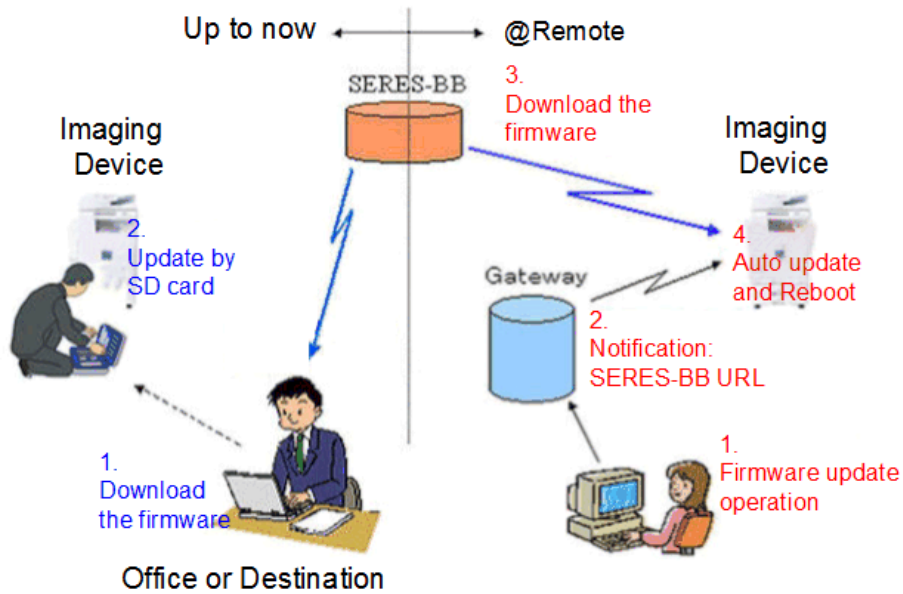 Up to now
@Remote
SERES-BB
3.
Download the
firmware
Imaging
Device
Imaging
Device
2.
Update by
SD card
4.
Auto update
and Reboot
Gateway
2.
Notification:
SERES-BB URL
1.
Download
the firmware
1.
Firmware update
operation
Office or Destination